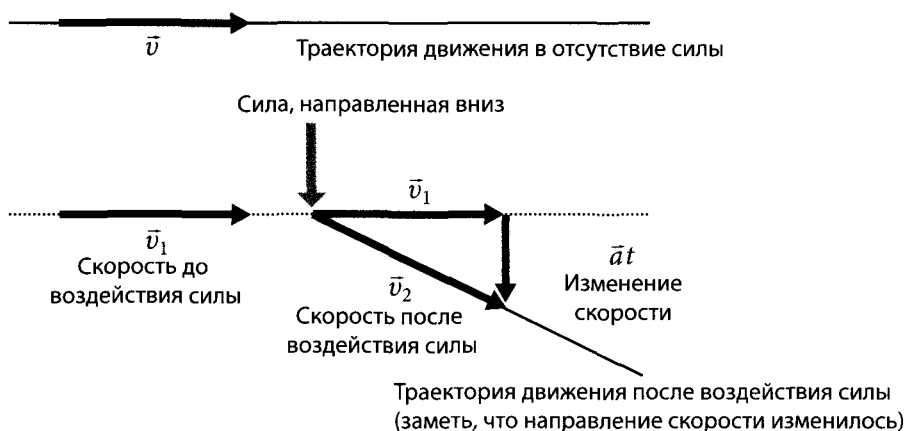 v⃗
Траектория движения в отсутствие силы
Сила, направленная вниз
v⃗₁
v⃗₁
Скорость до
воздействия силы
v⃗₂
Скорость после
воздействия силы
a⃗t
Изменение
скорости
Траектория движения после воздействия силы
(заметь, что направление скорости изменилось)